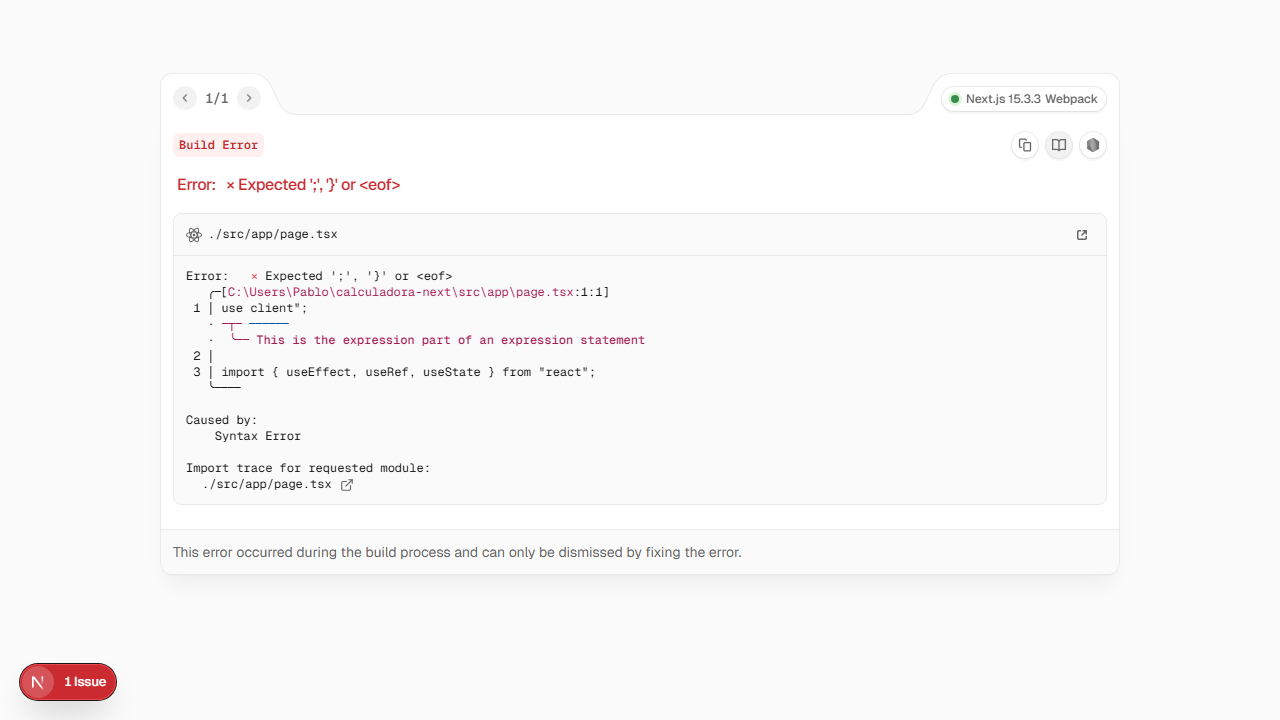 1/1
Next.js 15.3.3 Webpack
Build Error
Error: × Expected ';', '}' or <eof>
./src/app/page.tsx
Error:   × Expected ';', '}' or <eof>
   ╭─[C:\Users\Pablo\calculadora-next\src\app\page.tsx:1:1]
 1 │ use client";
   · ─┬─ ──────
   ·  ╰── This is the expression part of an expression statement
 2 │
 3 │ import { useEffect, useRef, useState } from "react";
   ╰────
Caused by:
    Syntax Error
Import trace for requested module:
./src/app/page.tsx
This error occurred during the build process and can only be dismissed by fixing the error.
1 Issue